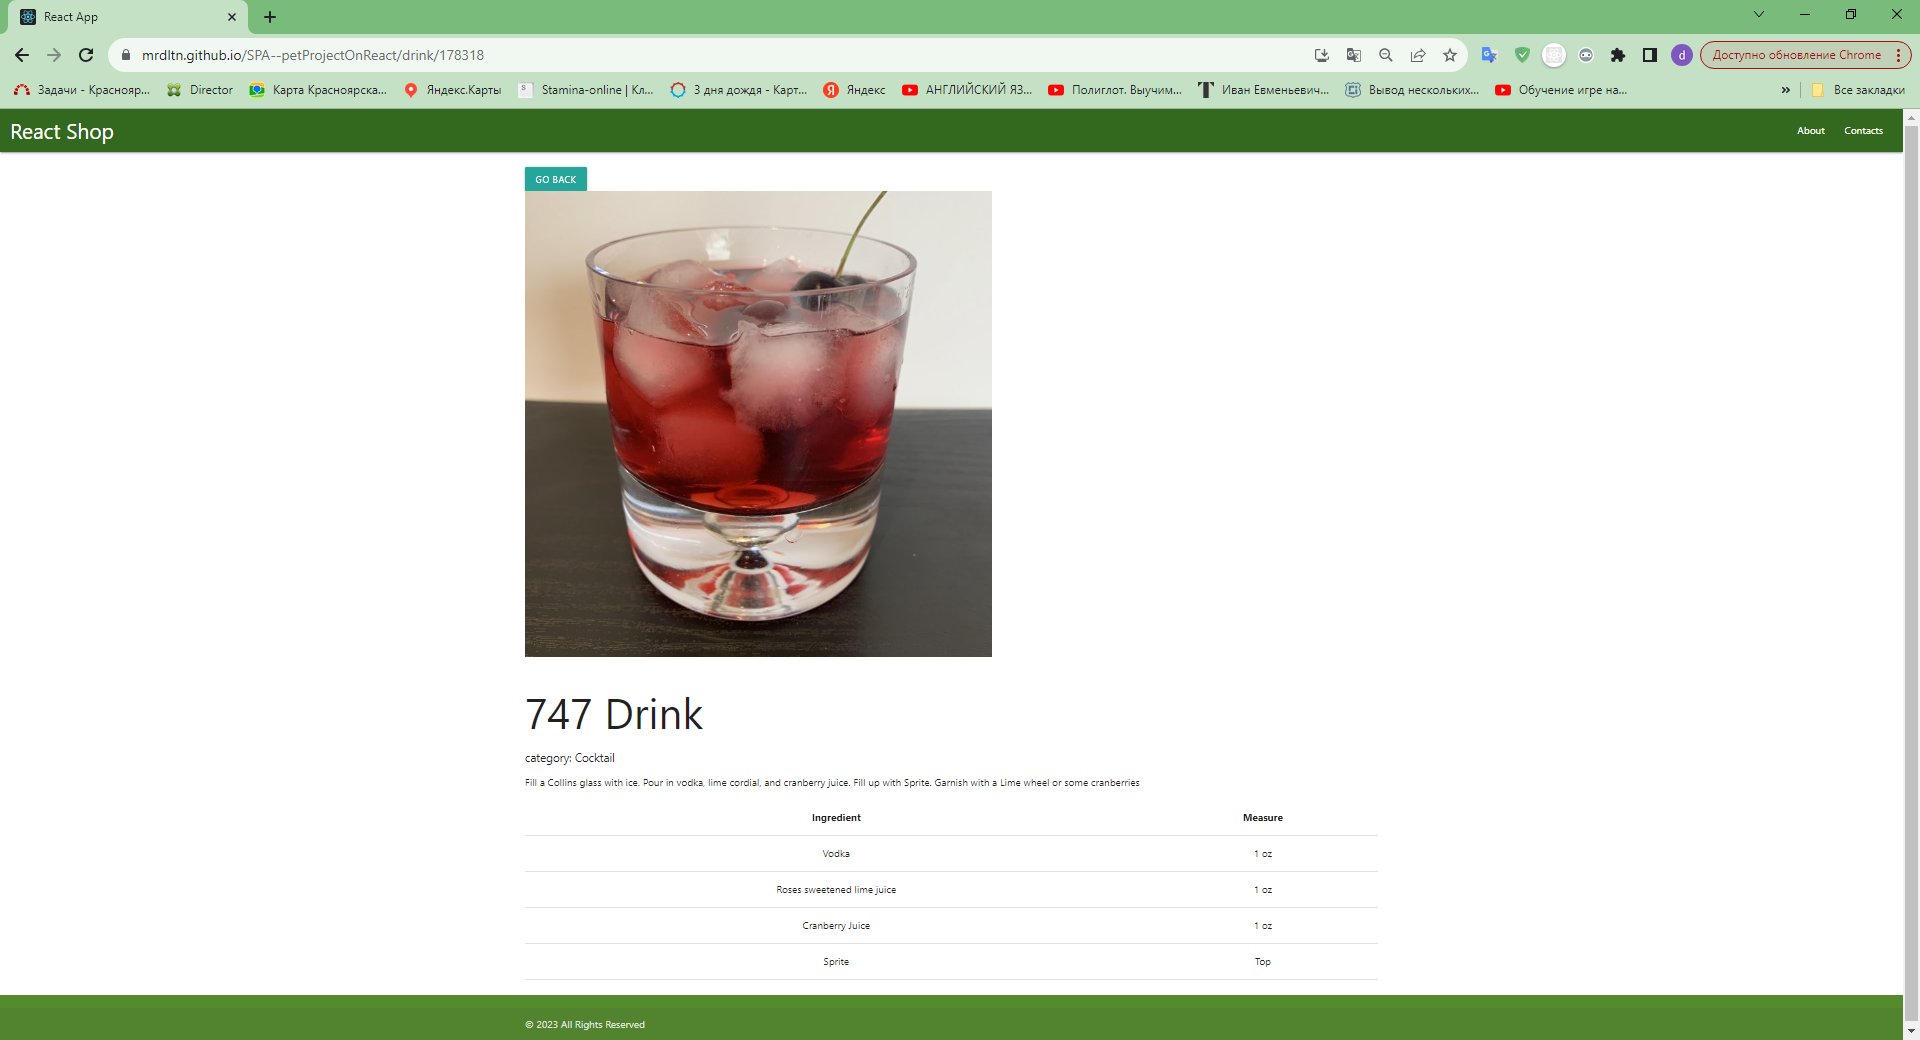 React App
mrdltn.github.io/SPA--petProjectOnReact/drink/178318
d
Доступно обновление Chrome
Задачи - Краснояр...
Director
Карта Красноярска...
Яндекс.Карты
Stamina-online | Кл...
3 дня дождя - Карт...
Яндекс
АНГЛИЙСКИЙ ЯЗ...
Полиглот. Выучим...
Иван Евменьевич...
Вывод нескольких...
Обучение игре на...
»
Все закладки
React Shop
About
Contacts
GO BACK
747 Drink
category: Cocktail
Fill a Collins glass with ice. Pour in vodka, lime cordial, and cranberry juice. Fill up with Sprite. Garnish with a Lime wheel or some cranberries
Ingredient Measure
Vodka 1 oz
Roses sweetened lime juice 1 oz
Cranberry Juice 1 oz
Sprite Top
© 2023 All Rights Reserved